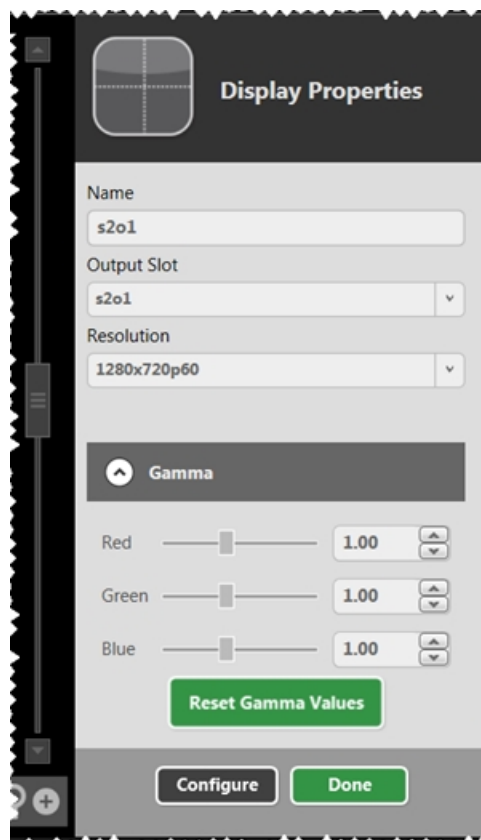 Display Properties
Name
s2o1
Output Slot
s2o1
Resolution
1280x720p60
Gamma
Red 1.00
Green 1.00
Blue 1.00
Reset Gamma Values
Configure Done